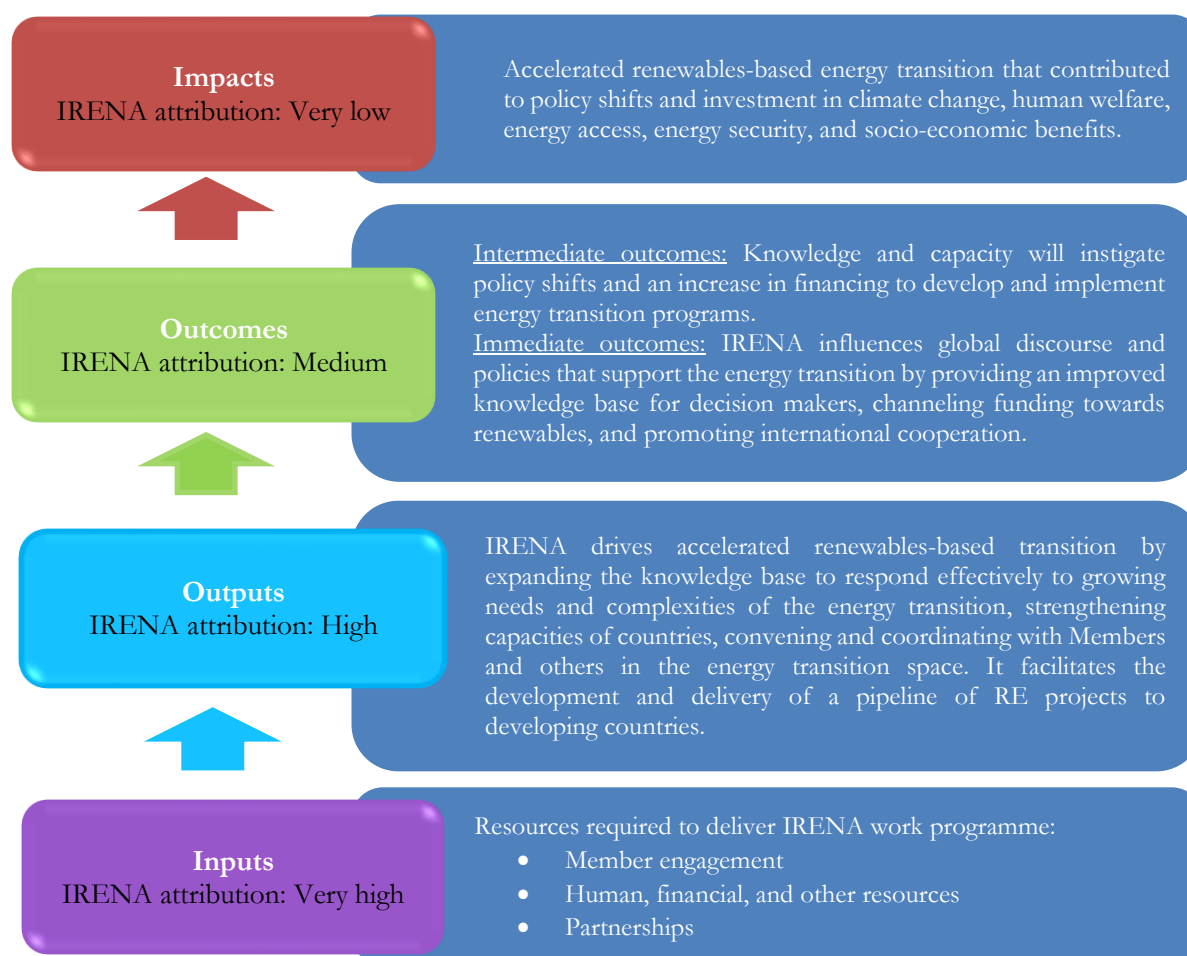 Impacts
IRENA attribution: Very low
Accelerated renewables-based energy transition that contributed
to policy shifts and investment in climate change, human welfare,
energy access, energy security, and socio-economic benefits.
Outcomes
IRENA attribution: Medium
Intermediate outcomes: Knowledge and capacity will instigate
policy shifts and an increase in financing to develop and implement
energy transition programs.
Immediate outcomes: IRENA influences global discourse and
policies that support the energy transition by providing an improved
knowledge base for decision makers, channeling funding towards
renewables, and promoting international cooperation.
Outputs
IRENA attribution: High
IRENA drives accelerated renewables-based transition by
expanding the knowledge base to respond effectively to growing
needs and complexities of the energy transition, strengthening
capacities of countries, convening and coordinating with Members
and others in the energy transition space. It facilitates the
development and delivery of a pipeline of RE projects to
developing countries.
Inputs
IRENA attribution: Very high
Resources required to deliver IRENA work programme:
• Member engagement
• Human, financial, and other resources
• Partnerships